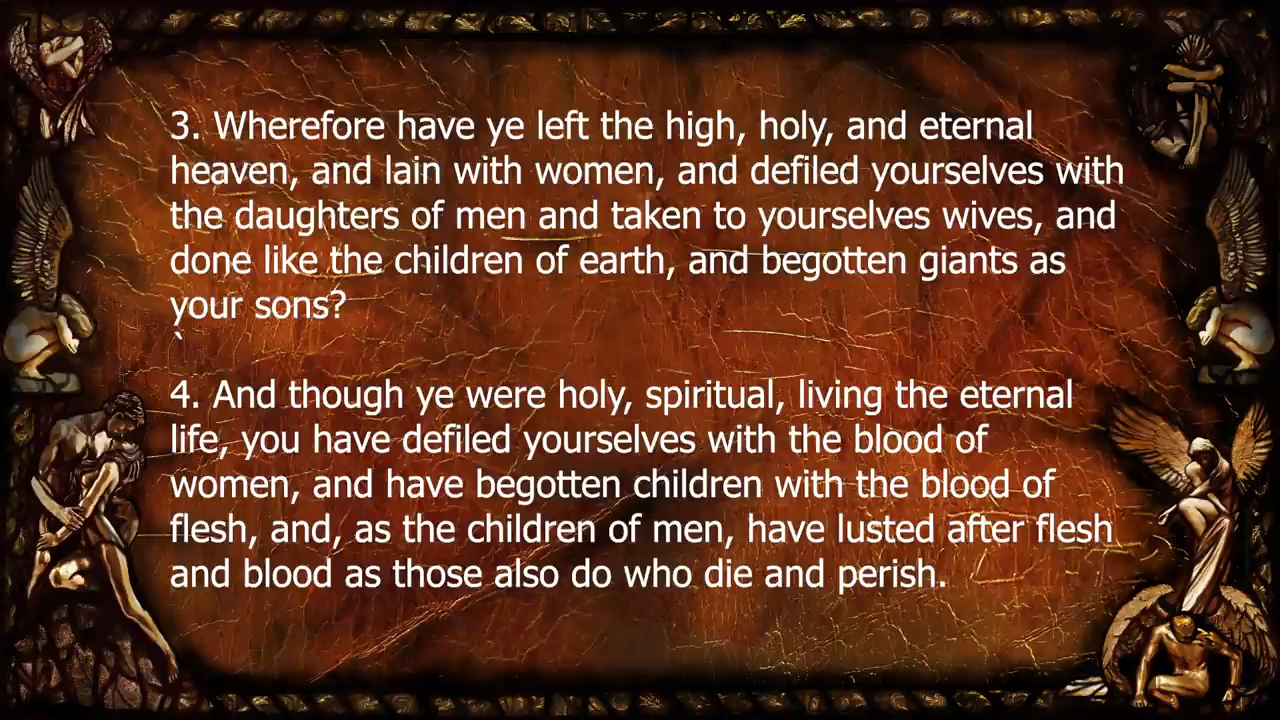 3. Wherefore have ye left the high, holy, and eternal
heaven, and lain with women, and defiled yourselves with
the daughters of men and taken to yourselves wives, and
done like the children of earth, and begotten giants as
your sons?
`
4. And though ye were holy, spiritual, living the eternal
life, you have defiled yourselves with the blood of
women, and have begotten children with the blood of
flesh, and, as the children of men, have lusted after flesh
and blood as those also do who die and perish.